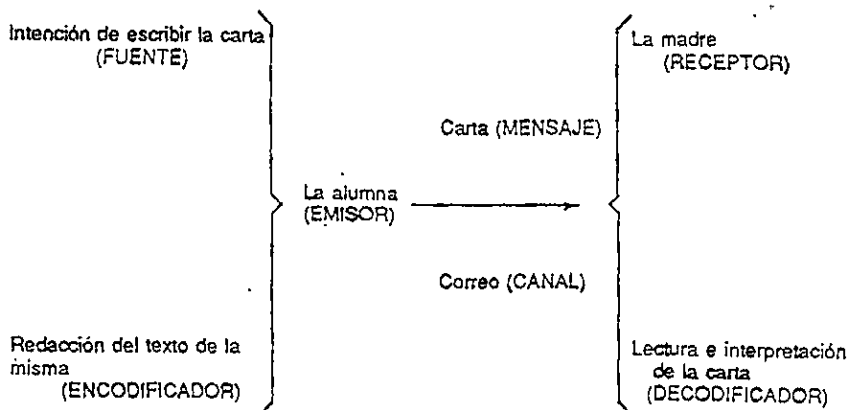 Intención de escribir la carta
(FUENTE)
La madre
(RECEPTOR)
Carta (MENSAJE)
La alumna
(EMISOR)
Correo (CANAL)
Redacción del texto de la
misma
(ENCODIFICADOR)
Lectura e interpretación
de la carta
(DECODIFICADOR)